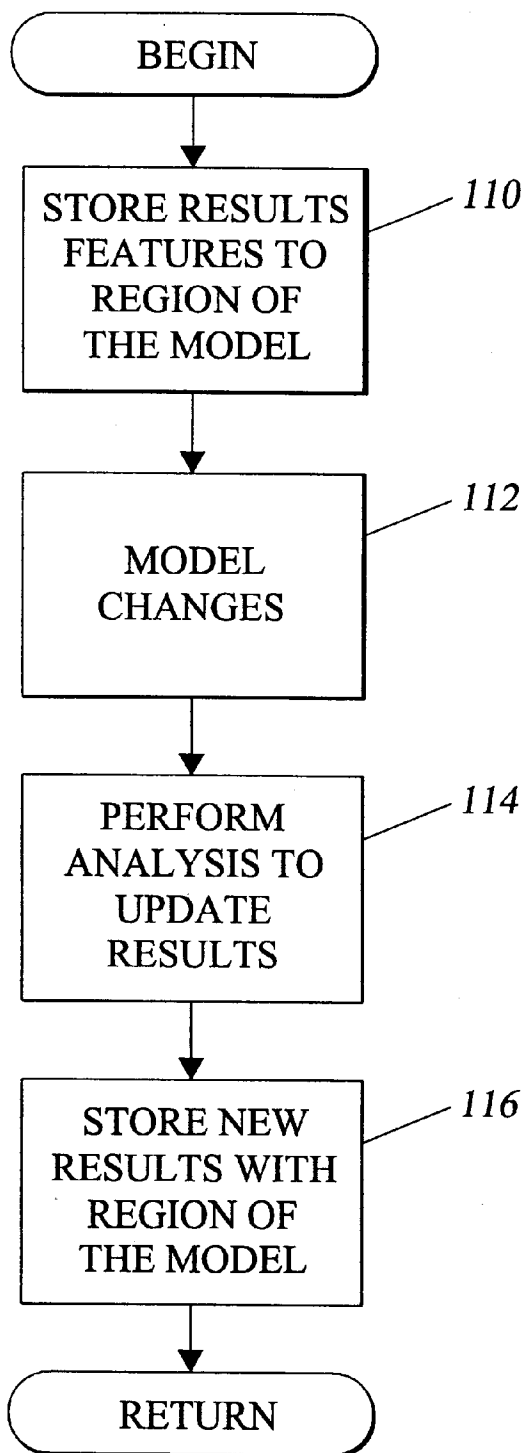 BEGIN
STORE RESULTS
FEATURES TO
REGION OF
THE MODEL
110
MODEL
CHANGES
112
PERFORM
ANALYSIS TO
UPDATE
RESULTS
114
STORE NEW
RESULTS WITH
REGION OF
THE MODEL
116
RETURN